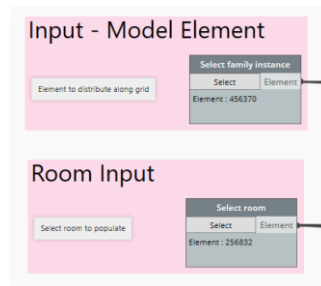 Input - Model Element
Select family instance
Select Element
Element to distribute along grid
Element : 456370
Room Input
Select room
Select room to populate
Select Element
Element : 256832